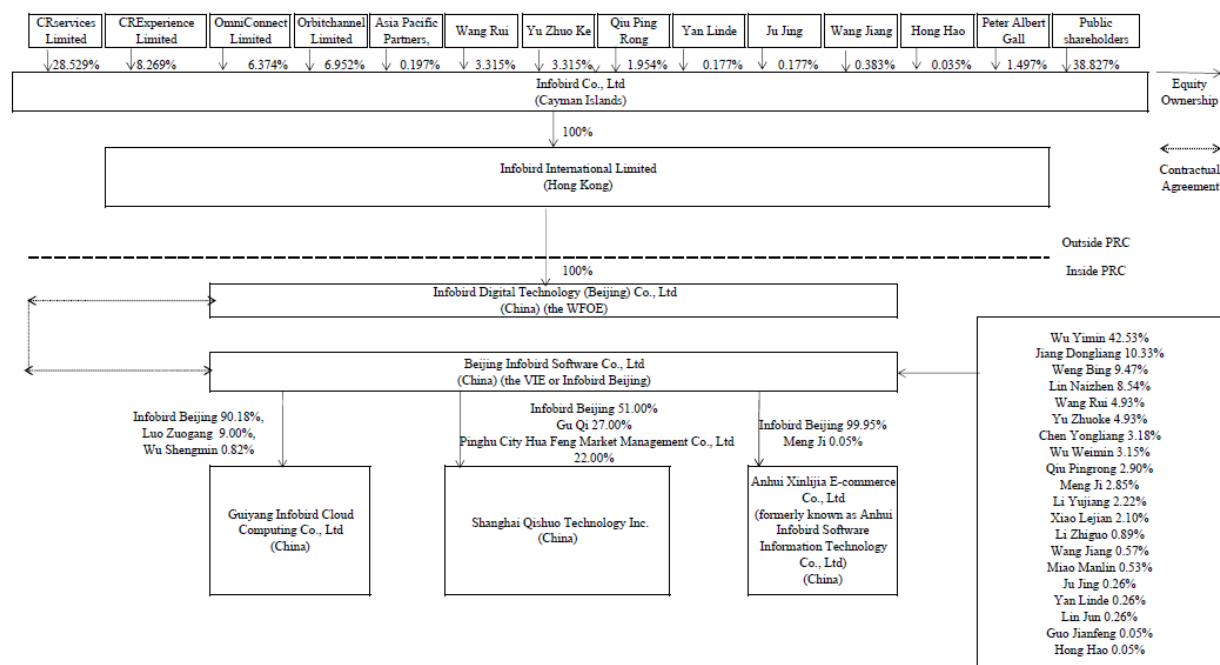 CRservices
Limited
CRExperience
Limited
OmniConnect
Limited
Orbitchannel
Limited
Asia Pacific
Partners,
Wang Rui
Yu Zhuo Ke
Qiu Ping
Rong
Yan Linde
Ju Jing
Wang Jiang
Hong Hao
Peter Albert
Gall
Public
shareholders
28.529%
8.269%
6.374%
6.952%
0.197%
3.315%
3.315%
1.954%
0.177%
0.177%
0.383%
0.035%
1.497%
38.827%
Infobird Co., Ltd
(Cayman Islands)
Equity
Ownership
100%
Infobird International Limited
(Hong Kong)
Contractual
Agreement
Outside PRC
100%
Inside PRC
Infobird Digital Technology (Beijing) Co., Ltd
(China) (the WFOE)
Beijing Infobird Software Co., Ltd
(China) (the VIE or Infobird Beijing)
Infobird Beijing 90.18%,
Luo Zuogang 9.00%,
Wu Shengmin 0.82%
Infobird Beijing 51.00%
Gu Qi 27.00%
Pinghu City Hua Feng Market Management Co., Ltd
22.00%
Infobird Beijing 99.95%
Meng Ji 0.05%
Guiyang Infobird Cloud
Computing Co., Ltd
(China)
Shanghai Qishuo Technology Inc.
(China)
Anhui Xinlijia E-commerce
Co., Ltd
(formerly known as Anhui
Infobird Software
Information Technology
Co., Ltd)
(China)
Wu Yimin 42.53%
Jiang Dongliang 10.33%
Weng Bing 9.47%
Lin Naizhen 8.54%
Wang Rui 4.93%
Yu Zhuoke 4.93%
Chen Yongliang 3.18%
Wu Weimin 3.15%
Qiu Pingrong 2.90%
Meng Ji 2.85%
Li Yujiang 2.22%
Xiao Lejian 2.10%
Li Zhiguo 0.89%
Wang Jiang 0.57%
Miao Manlin 0.53%
Ju Jing 0.26%
Yan Linde 0.26%
Lin Jun 0.26%
Guo Jianfeng 0.05%
Hong Hao 0.05%